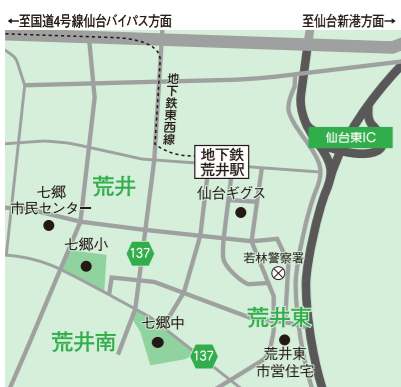 ←至国道4号線仙台バイパス方面
至仙台新港方面→
地下鉄東西線
仙台東IC
地下鉄
荒井駅
荒井
七郷
市民センター
仙台ギグス
七郷小
137
若林警察署
荒井東
七郷中
荒井南
137
荒井東
市営住宅